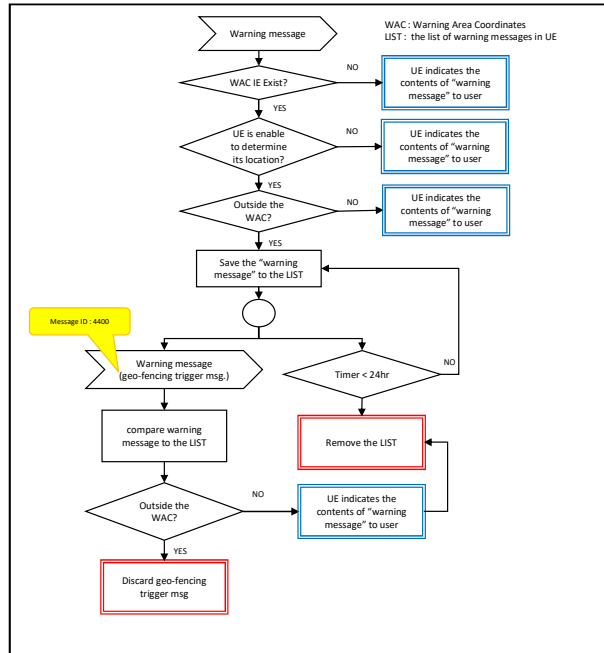 Warning message
WAC : Warning Area Coordinates
LIST : the list of warning messages in UE
WAC IE Exist?
NO
UE indicates the
contents of “warning
message” to user
YES
UE is enable
to determine
its location?
NO
UE indicates the
contents of “warning
message” to user
YES
Outside the
WAC?
NO
UE indicates the
contents of “warning
message” to user
YES
Save the “warning
message” to the LIST
Message ID : 4400
Warning message
(geo-fencing trigger msg.)
Timer < 24hr
NO
compare warning
message to the LIST
Remove the LIST
Outside the
WAC?
NO
UE indicates the
contents of “warning
message” to user
YES
Discard geo-fencing
trigger msg